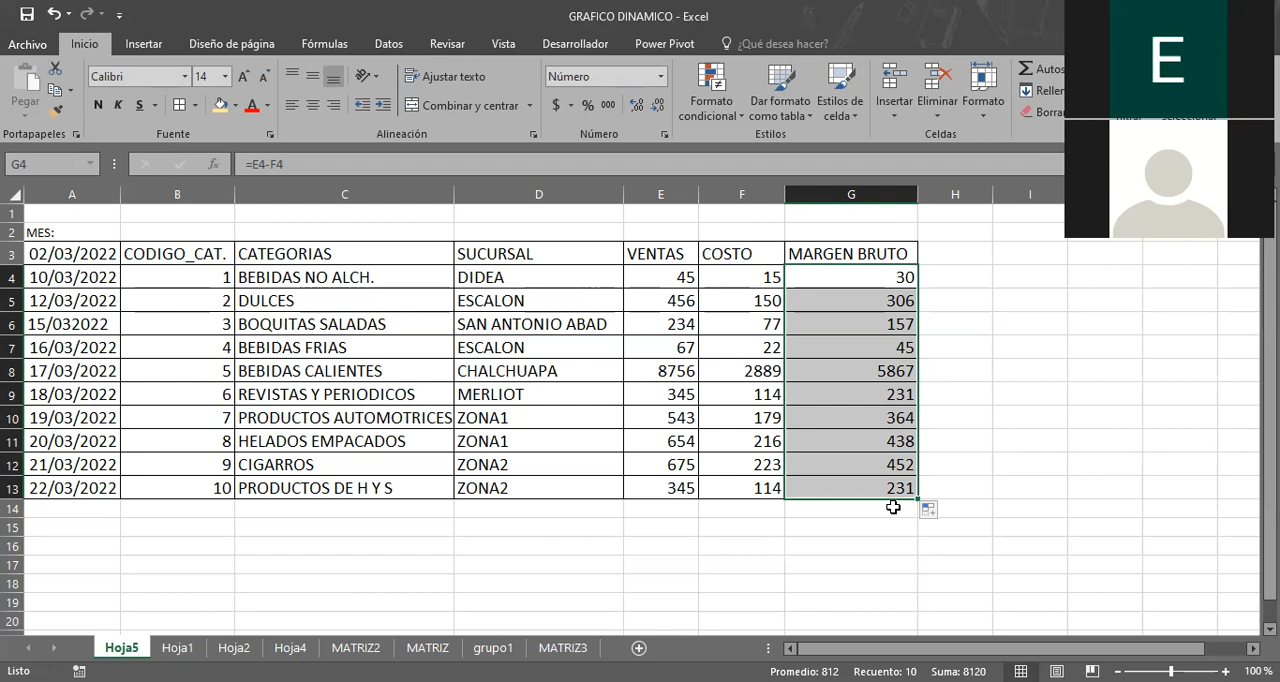 GRAFICO DINAMICO - Excel
Archivo Inicio Insertar Diseño de página Fórmulas Datos Revisar Vista Desarrollador Power Pivot ¿Qué desea hacer?
Calibri 14 Ajustar texto Número Autos
Pegar N K S Combinar y centrar $ % 000 Formato condicional Dar formato como tabla Estilos de celda Insertar Eliminar Formato Rellen
Borrar
Portapapeles Fuente Alineación Número Estilos Celdas
E
G4 fx =E4-F4
A B C D E F G H I
1
2 MES:
3 02/03/2022 CODIGO_CAT. CATEGORIAS SUCURSAL VENTAS COSTO MARGEN BRUTO
4 10/03/2022 1 BEBIDAS NO ALCH. DIDEA 45 15 30
5 12/03/2022 2 DULCES ESCALON 456 150 306
6 15/032022 3 BOQUITAS SALADAS SAN ANTONIO ABAD 234 77 157
7 16/03/2022 4 BEBIDAS FRIAS ESCALON 67 22 45
8 17/03/2022 5 BEBIDAS CALIENTES CHALCHUAPA 8756 2889 5867
9 18/03/2022 6 REVISTAS Y PERIODICOS MERLIOT 345 114 231
10 19/03/2022 7 PRODUCTOS AUTOMOTRICES ZONA1 543 179 364
11 20/03/2022 8 HELADOS EMPACADOS ZONA1 654 216 438
12 21/03/2022 9 CIGARROS ZONA2 675 223 452
13 22/03/2022 10 PRODUCTOS DE H Y S ZONA2 345 114 231
14
15
16
17
18
19
20
Hoja5 Hoja1 Hoja2 Hoja4 MATRIZ2 MATRIZ grupo1 MATRIZ3
Listo Promedio: 812 Recuento: 10 Suma: 8120 100 %